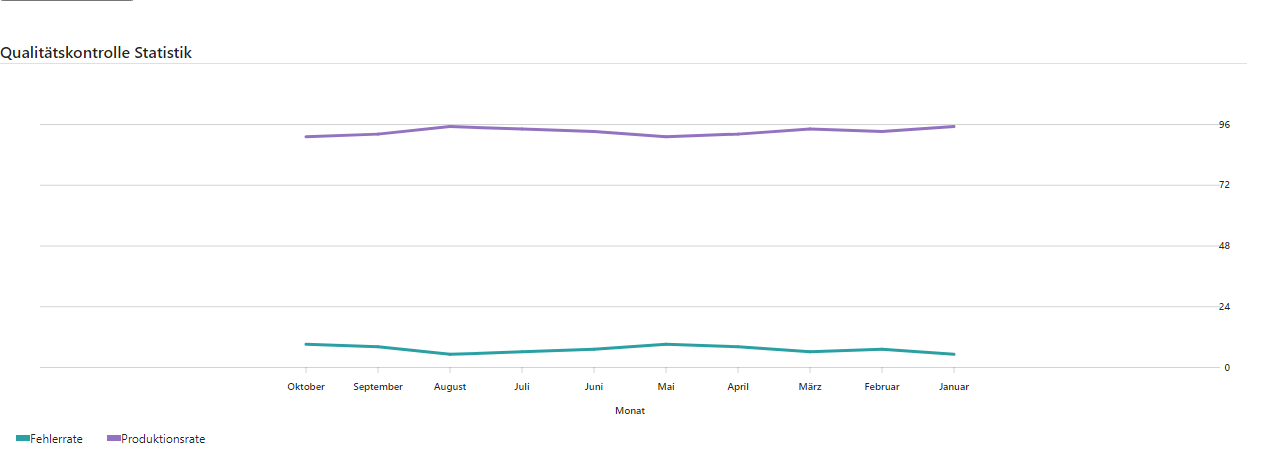 Qualitätskontrolle Statistik
96
72
48
24
0
Oktober September August Juli Juni Mai April März Februar Januar
Monat
Fehlerrate Produktionsrate